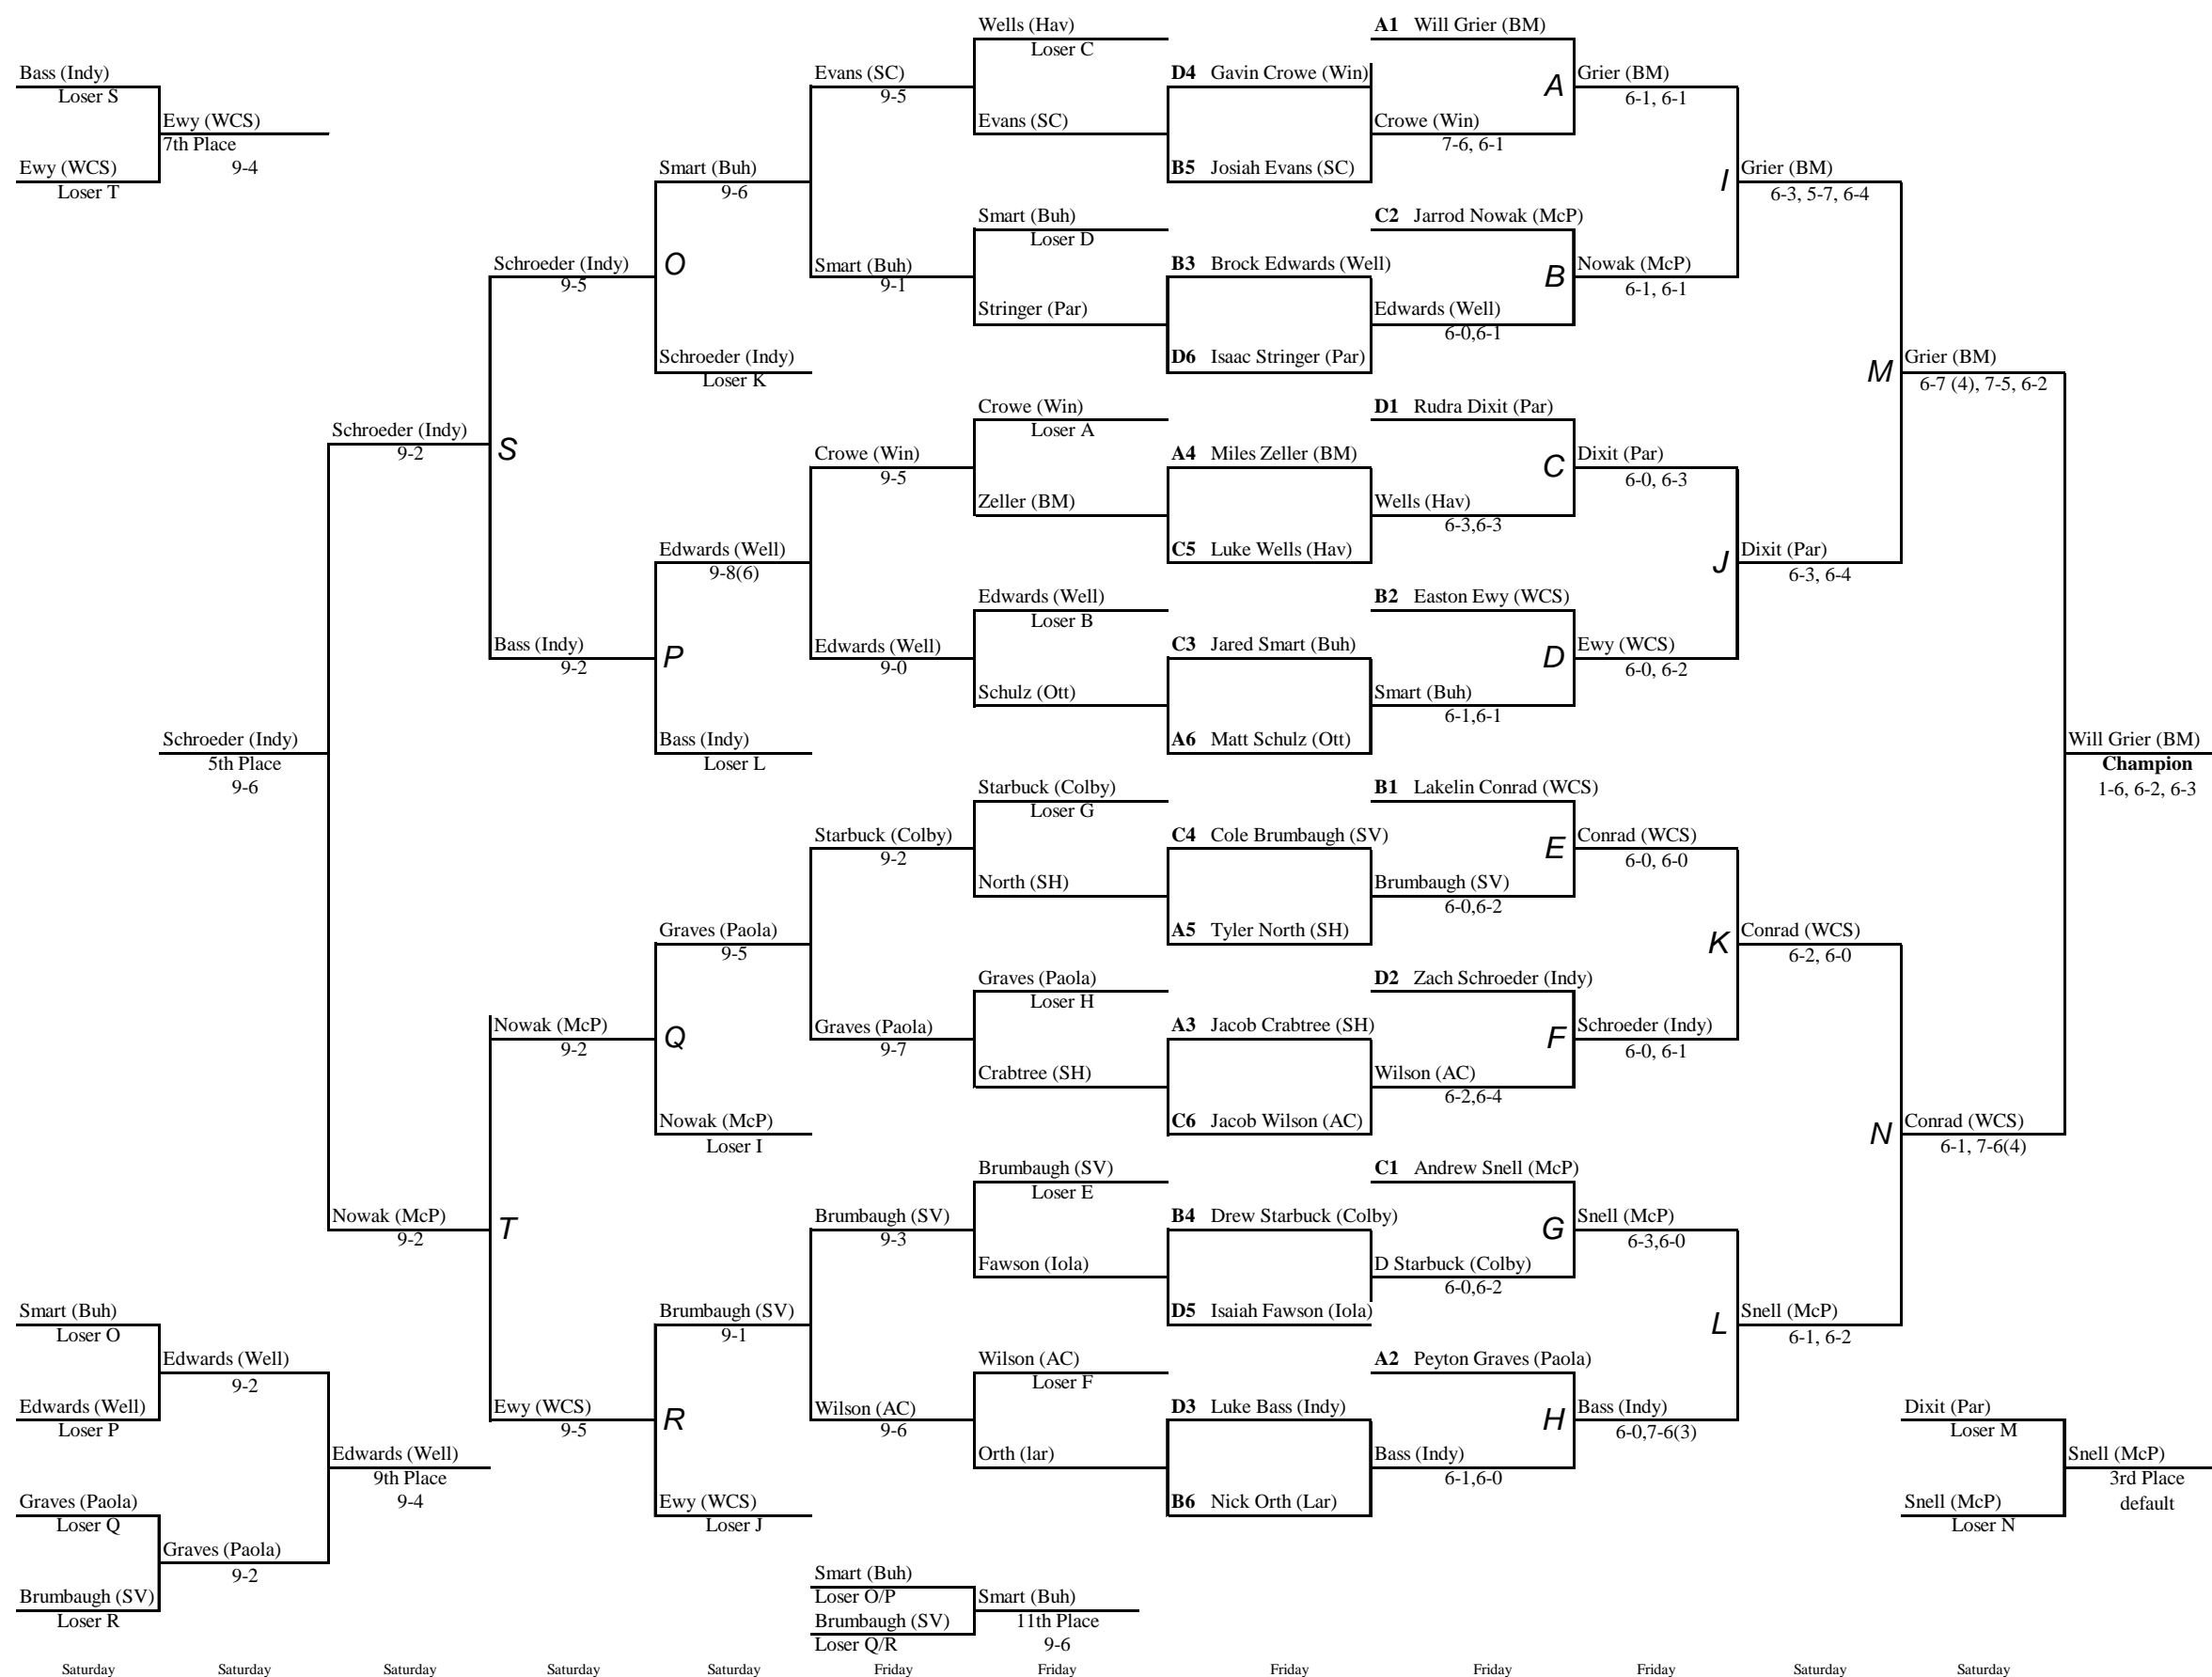 Wells (Hav)
A1 Will Grier (BM)
Loser C
Bass (Indy)
Evans (SC)
D4 Gavin Crowe (Win)
A
Grier (BM)
Loser S
9-5
6-1, 6-1
Ewy (WCS)
Evans (SC)
Crowe (Win)
7th Place
7-6, 6-1
Ewy (WCS)
9-4
Smart (Buh)
B5 Josiah Evans (SC)
I
Grier (BM)
Loser T
9-6
6-3, 5-7, 6-4
Smart (Buh)
C2 Jarrod Nowak (McP)
Loser D
Schroeder (Indy)
O
Smart (Buh)
B3 Brock Edwards (Well)
B
Nowak (McP)
9-5
9-1
6-1, 6-1
Stringer (Par)
Edwards (Well)
6-0,6-1
Schroeder (Indy)
D6 Isaac Stringer (Par)
M
Grier (BM)
Loser K
6-7 (4), 7-5, 6-2
Crowe (Win)
D1 Rudra Dixit (Par)
Loser A
Schroeder (Indy)
S
9-2
Crowe (Win)
A4 Miles Zeller (BM)
C
Dixit (Par)
9-5
6-0, 6-3
Zeller (BM)
Wells (Hav)
6-3,6-3
Edwards (Well)
C5 Luke Wells (Hav)
J
Dixit (Par)
9-8(6)
6-3, 6-4
Edwards (Well)
B2 Easton Ewy (WCS)
Loser B
Bass (Indy)
P
Edwards (Well)
C3 Jared Smart (Buh)
D
Ewy (WCS)
9-2
9-0
6-0, 6-2
Schulz (Ott)
Smart (Buh)
6-1,6-1
Schroeder (Indy)
Bass (Indy)
A6 Matt Schulz (Ott)
Will Grier (BM)
5th Place
Loser L
Champion
9-6
1-6, 6-2, 6-3
Starbuck (Colby)
B1 Lakelin Conrad (WCS)
Loser G
Starbuck (Colby)
C4 Cole Brumbaugh (SV)
E
Conrad (WCS)
9-2
6-0, 6-0
North (SH)
Brumbaugh (SV)
6-0,6-2
Graves (Paola)
A5 Tyler North (SH)
K
Conrad (WCS)
9-5
6-2, 6-0
Graves (Paola)
D2 Zach Schroeder (Indy)
Loser H
Nowak (McP)
Q
Graves (Paola)
A3 Jacob Crabtree (SH)
F
Schroeder (Indy)
9-2
9-7
6-0, 6-1
Crabtree (SH)
Wilson (AC)
6-2,6-4
Nowak (McP)
C6 Jacob Wilson (AC)
N
Conrad (WCS)
Loser I
6-1, 7-6(4)
Brumbaugh (SV)
C1 Andrew Snell (McP)
Loser E
Nowak (McP)
T
Brumbaugh (SV)
B4 Drew Starbuck (Colby)
G
Snell (McP)
9-2
9-3
6-3,6-0
Fawson (Iola)
D Starbuck (Colby)
6-0,6-2
Smart (Buh)
Brumbaugh (SV)
D5 Isaiah Fawson (Iola)
L
Snell (McP)
Loser O
9-1
6-1, 6-2
Edwards (Well)
Wilson (AC)
A2 Peyton Graves (Paola)
9-2
Loser F
Edwards (Well)
Ewy (WCS)
R
Wilson (AC)
D3 Luke Bass (Indy)
H
Bass (Indy)
Dixit (Par)
Loser P
9-5
9-6
6-0,7-6(3)
Loser M
Edwards (Well)
Orth (lar)
Bass (Indy)
Snell (McP)
9th Place
6-1,6-0
3rd Place
Graves (Paola)
9-4
Ewy (WCS)
B6 Nick Orth (Lar)
Snell (McP)
default
Loser Q
Loser J
Loser N
Graves (Paola)
9-2
Smart (Buh)
Brumbaugh (SV)
Loser O/P
Smart (Buh)
Loser R
Brumbaugh (SV)
11th Place
Loser Q/R
9-6
Saturday Saturday Saturday Saturday Saturday Friday Friday Friday Friday Friday Saturday Saturday